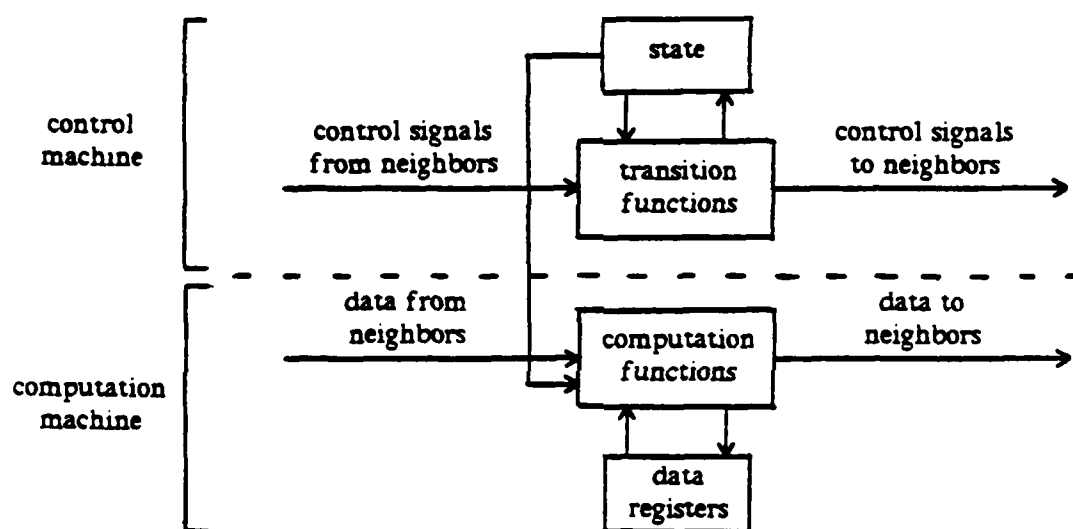 state
control
machine
control signals
from neighbors
transition
functions
control signals
to neighbors
data from
neighbors
computation
functions
data to
neighbors
computation
machine
data
registers